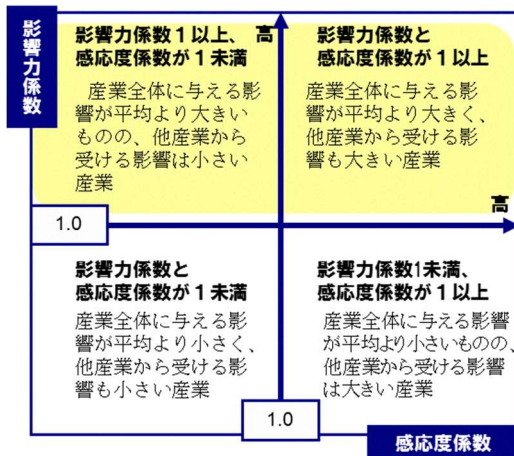 影響力係数
影響力係数１以上、
感応度係数が１未満
産業全体に与える影
響が平均より大きい
ものの、他産業から
受ける影響は小さい
産業
高
影響力係数と
感応度係数が１以上
産業全体に与える影
響が平均より大きく、
他産業から受ける影
響も大きい産業
高
1.0
影響力係数と
感応度係数が１未満
産業全体に与える影
響が平均より小さく、
他産業から受ける影
響も小さい産業
影響力係数1未満、
感応度係数が１以上
産業全体に与える影響
が平均より小さいものの、
他産業から受ける影響
は大きい産業
1.0
感応度係数